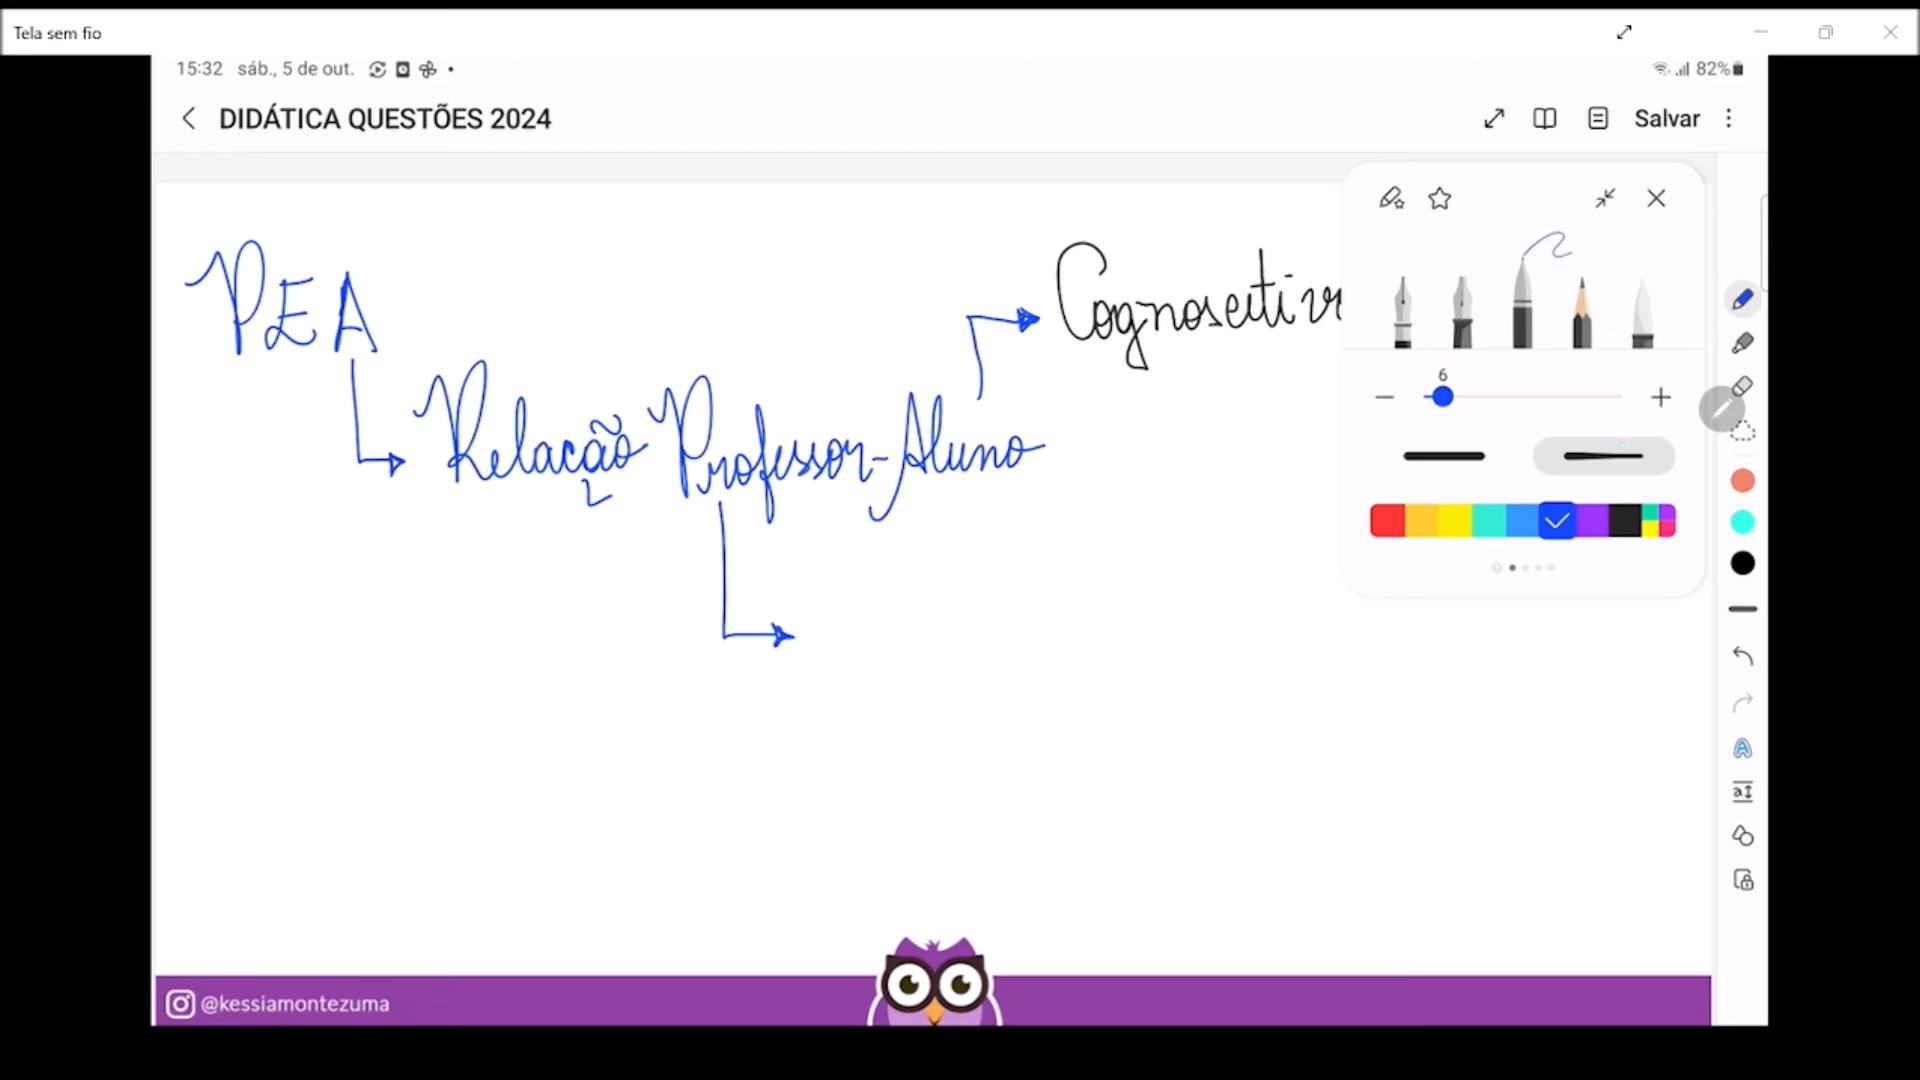 Tela sem fio
15:32 sáb., 5 de out. 82%
DIDÁTICA QUESTÕES 2024 Salvar
PEA
Cognoscitiv
6
Relação Professor-Aluno
@kessiamontezuma